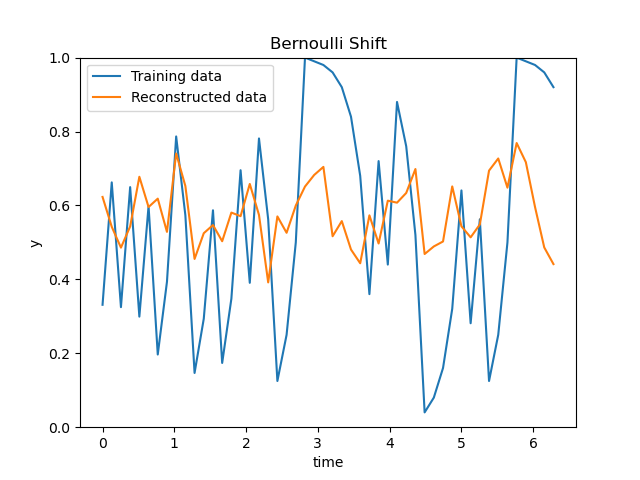 Bernoulli Shift
Training data
Reconstructed data
1.0
0.8
0.6
0.4
0.2
0.0
y
0 1 2 3 4 5 6
time